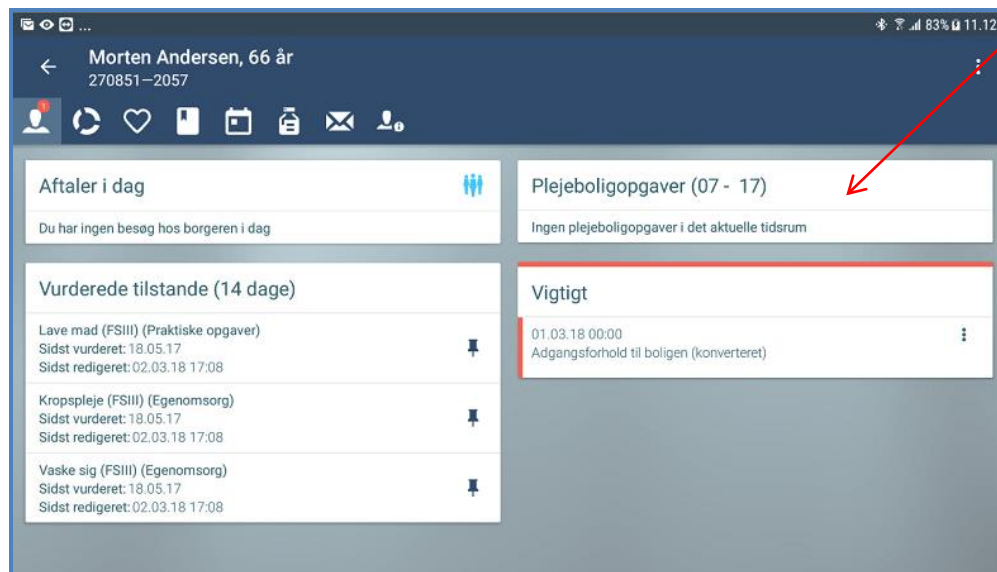 ... 83% 11.12
Morten Andersen, 66 år
270851-2057
1
Aftaler i dag
Du har ingen besøg hos borgeren i dag
Plejeboligopgaver (07 - 17)
Ingen plejeboligopgaver i det aktuelle tidsrum
Vurderede tilstande (14 dage)
Lave mad (FSIII) (Praktiske opgaver)
Sidst vurderet: 18.05.17
Sidst redigeret: 02.03.18 17:08
Kropspleje (FSIII) (Egenomsorg)
Sidst vurderet: 18.05.17
Sidst redigeret: 02.03.18 17:08
Vaske sig (FSIII) (Egenomsorg)
Sidst vurderet: 18.05.17
Sidst redigeret: 02.03.18 17:08
Vigtigt
01.03.18 00:00
Adgangsforhold til boligen (konverteret)